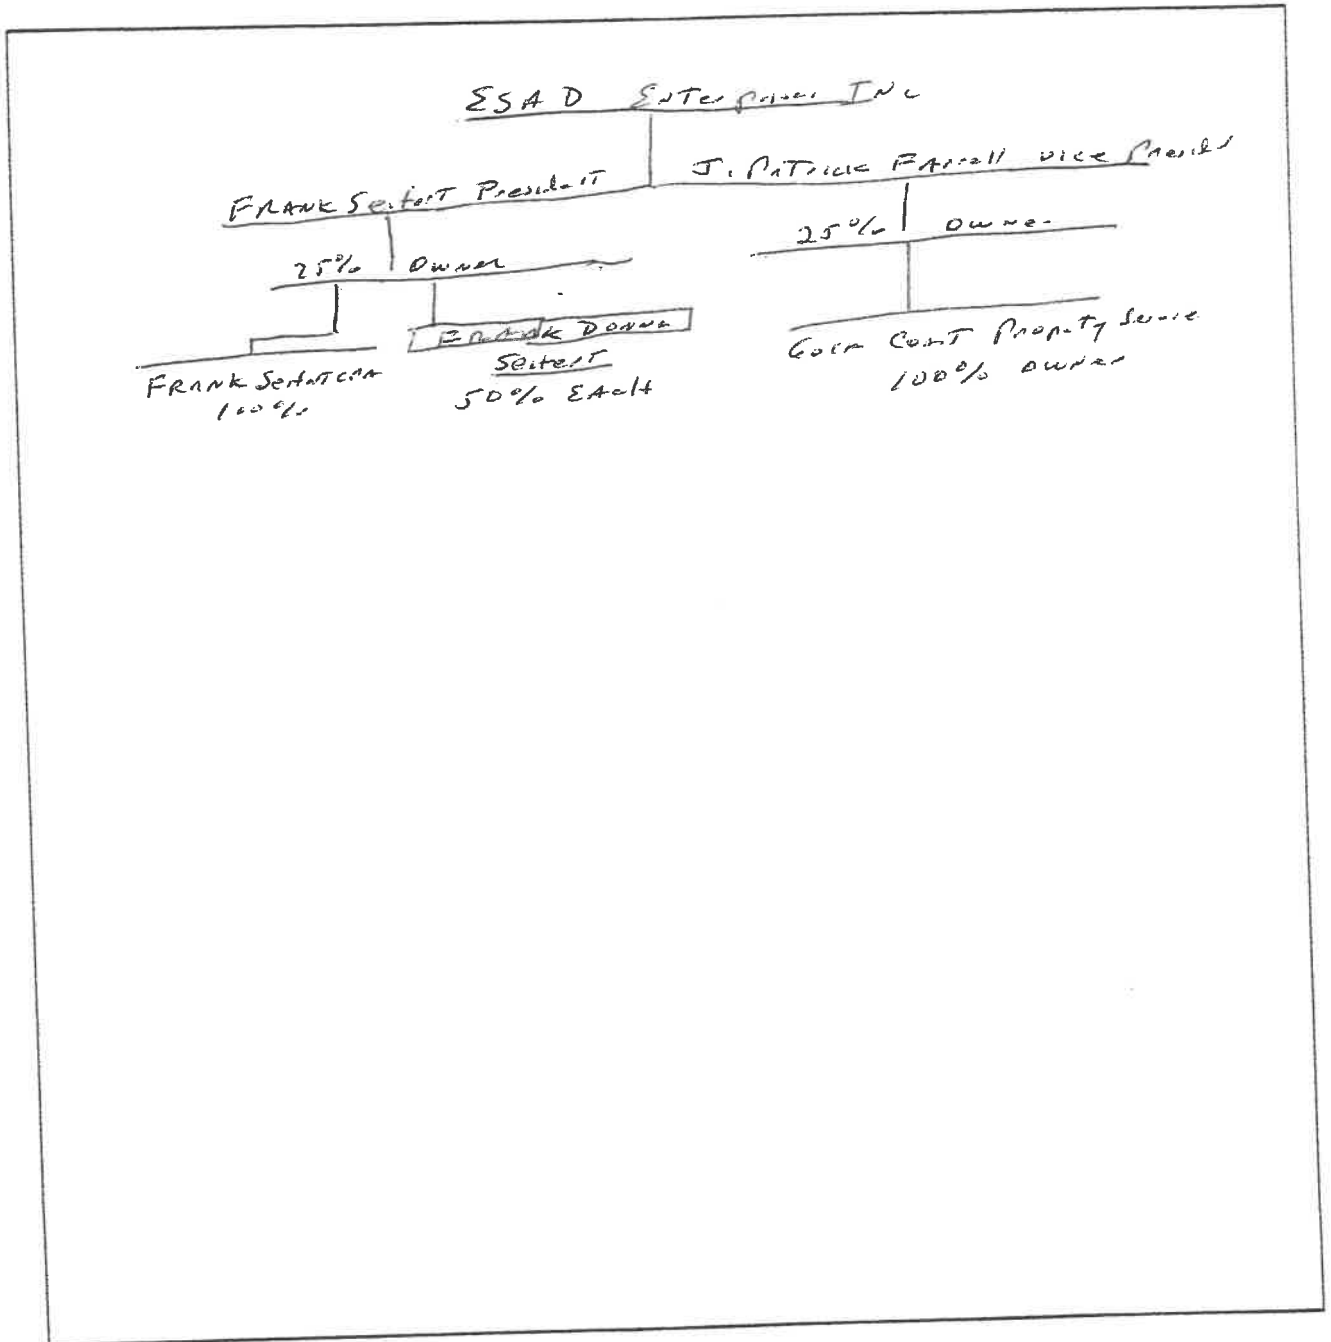 ESAD Enterprises Inc
FRANK Seifert President
J. Patrick Farrell vice President
25% Owner
25% Owner
FRANK Seifert CPA
100%
FRANK DONNA
Seifert
50% EAch
Gold Coast Property Service
100% owner